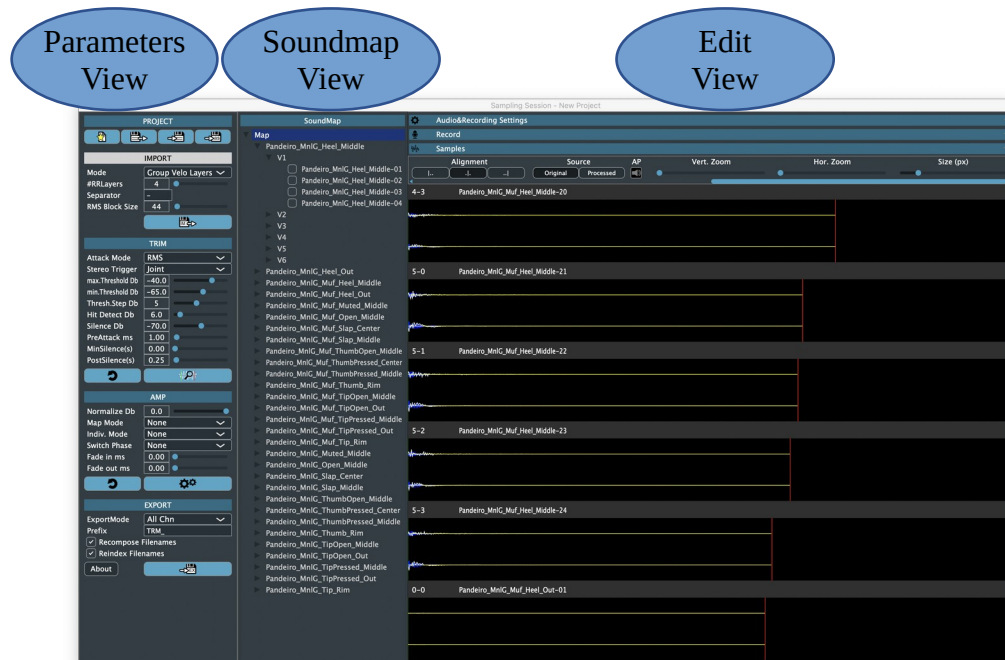 Parameters
View
Soundmap
View
Edit
View
Sampling Session - New Project
PROJECT
IMPORT
Mode Group Velo Layers
#RRLayers 4
Separator -
RMS Block Size 44
TRIM
Attack Mode RMS
Stereo Trigger Joint
max.Threshold Db -40.0
min.Threshold Db -65.0
Thresh.Step Db 5
Hit Detect Db 6.0
Silence Db -70.0
PreAttack ms 1.00
MinSilence(s) 0.00
PostSilence(s) 0.25
AMP
Normalize Db 0.0
Map Mode None
Indiv. Mode None
Switch Phase None
Fade in ms 0.00
Fade out ms 0.00
EXPORT
ExportMode All Chn
Prefix TRM_
Recompose Filenames
Reindex Filenames
About
SoundMap
Map
Pandeiro_MnlG_Heel_Middle
V1
Pandeiro_MnlG_Heel_Middle-01
Pandeiro_MnlG_Heel_Middle-02
Pandeiro_MnlG_Heel_Middle-03
Pandeiro_MnlG_Heel_Middle-04
V2
V3
V4
V5
V6
Pandeiro_MnlG_Heel_Out
Pandeiro_MnlG_Muf_Heel_Middle
Pandeiro_MnlG_Muf_Heel_Out
Pandeiro_MnlG_Muf_Muted_Middle
Pandeiro_MnlG_Muf_Open_Middle
Pandeiro_MnlG_Muf_Slap_Center
Pandeiro_MnlG_Muf_Slap_Middle
Pandeiro_MnlG_Muf_ThumbOpen_Middle
Pandeiro_MnlG_Muf_ThumbPressed_Center
Pandeiro_MnlG_Muf_ThumbPressed_Middle
Pandeiro_MnlG_Muf_Thumb_Rim
Pandeiro_MnlG_Muf_TipOpen_Middle
Pandeiro_MnlG_Muf_TipOpen_Out
Pandeiro_MnlG_Muf_TipPressed_Middle
Pandeiro_MnlG_Muf_TipPressed_Out
Pandeiro_MnlG_Muf_Tip_Rim
Pandeiro_MnlG_Muted_Middle
Pandeiro_MnlG_Open_Middle
Pandeiro_MnlG_Slap_Center
Pandeiro_MnlG_Slap_Middle
Pandeiro_MnlG_ThumbOpen_Middle
Pandeiro_MnlG_ThumbPressed_Center
Pandeiro_MnlG_ThumbPressed_Middle
Pandeiro_MnlG_Thumb_Rim
Pandeiro_MnlG_TipOpen_Middle
Pandeiro_MnlG_TipOpen_Out
Pandeiro_MnlG_TipPressed_Middle
Pandeiro_MnlG_TipPressed_Out
Pandeiro_MnlG_Tip_Rim
Audio&Recording Settings
Record
Samples
Alignment Source AP Vert. Zoom Hor. Zoom Size (px)
|.. .|. ..| Original Processed
4-3 Pandeiro_MnlG_Muf_Heel_Middle-20
5-0 Pandeiro_MnlG_Muf_Heel_Middle-21
5-1 Pandeiro_MnlG_Muf_Heel_Middle-22
5-2 Pandeiro_MnlG_Muf_Heel_Middle-23
5-3 Pandeiro_MnlG_Muf_Heel_Middle-24
0-0 Pandeiro_MnlG_Muf_Heel_Out-01